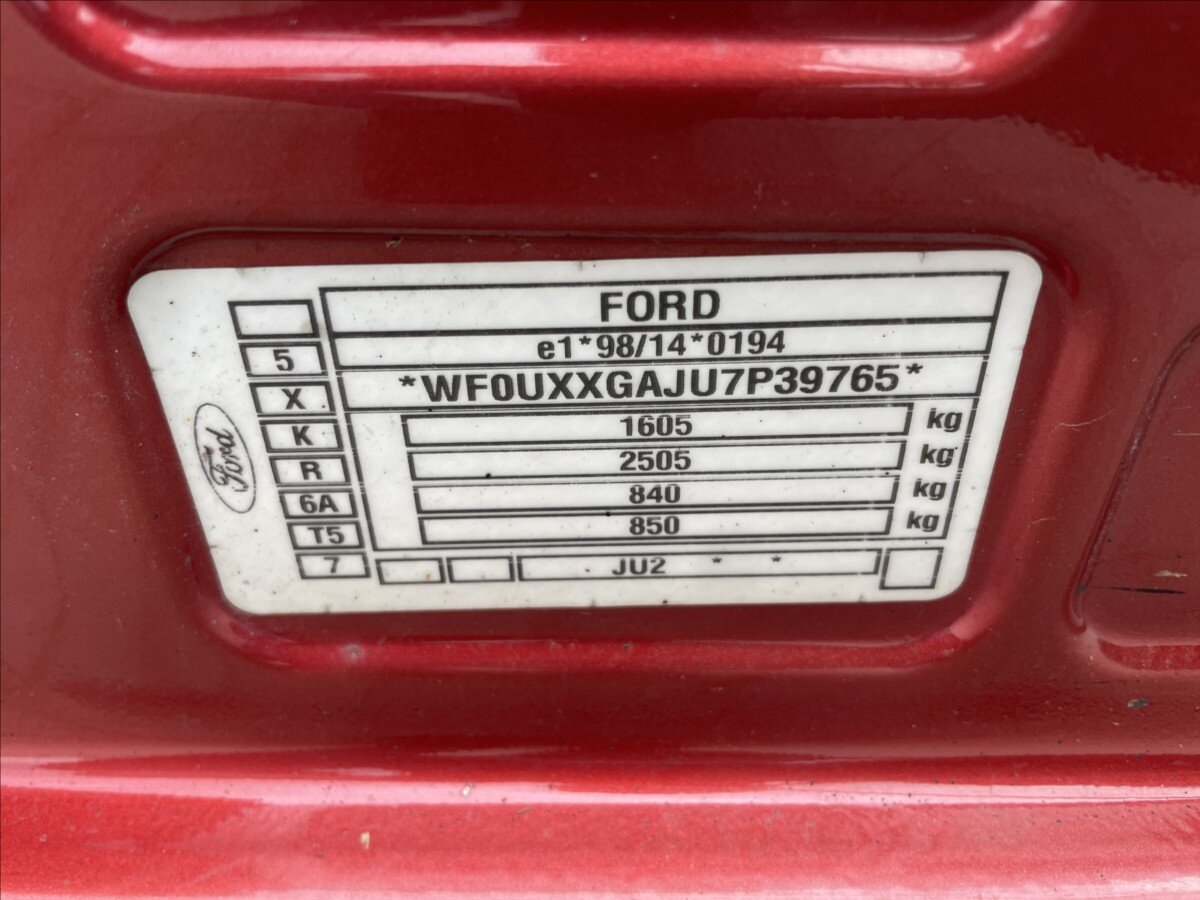 FORD
e1*98/14*0194
*WF0UXXGAJU7P39765*
1605 kg
2505 kg
840 kg
850 kg
JU2 * *
5
X
K
R
6A
T5
7
Ford